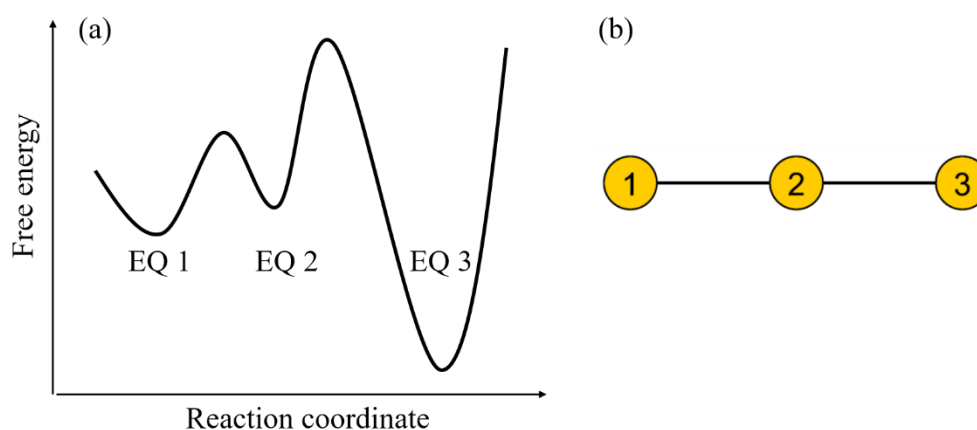 (a)
(b)
Free energy
EQ 1
EQ 2
EQ 3
Reaction coordinate
1
2
3